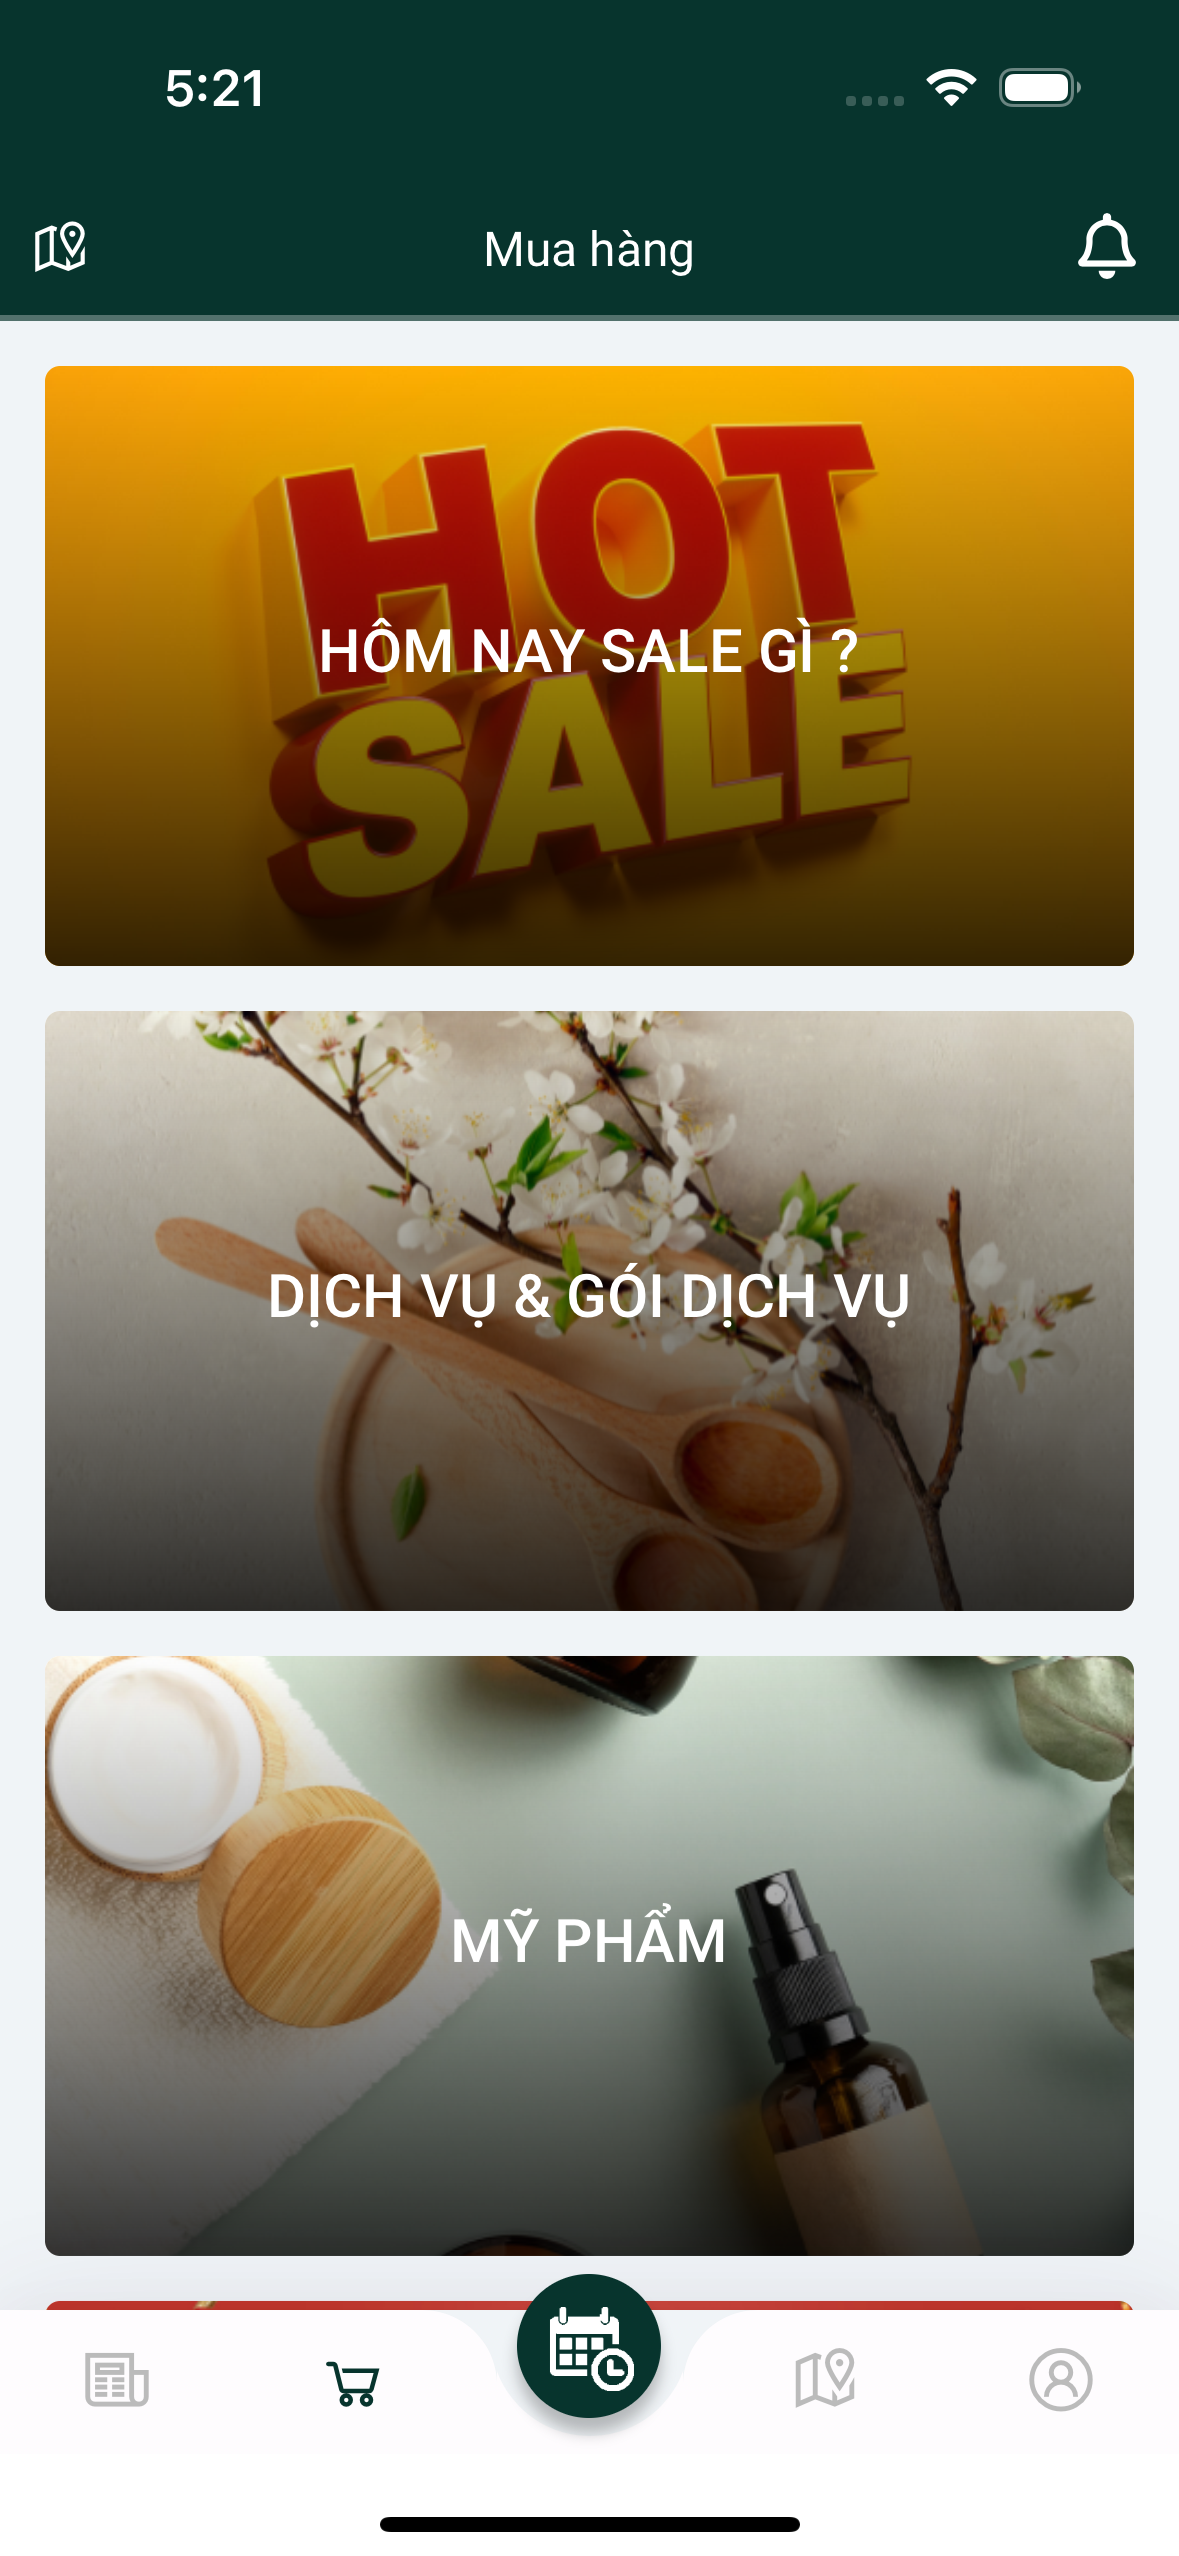 5:21
Mua hàng
HOT
HÔM NAY SALE GÌ ?
SALE
DỊCH VỤ & GÓI DỊCH VỤ
MỸ PHẨM